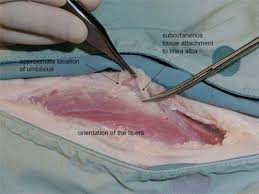 subcutaneous
tissue attachment
to linea alba
approximate location
of umbilicus
orientation of the fibers